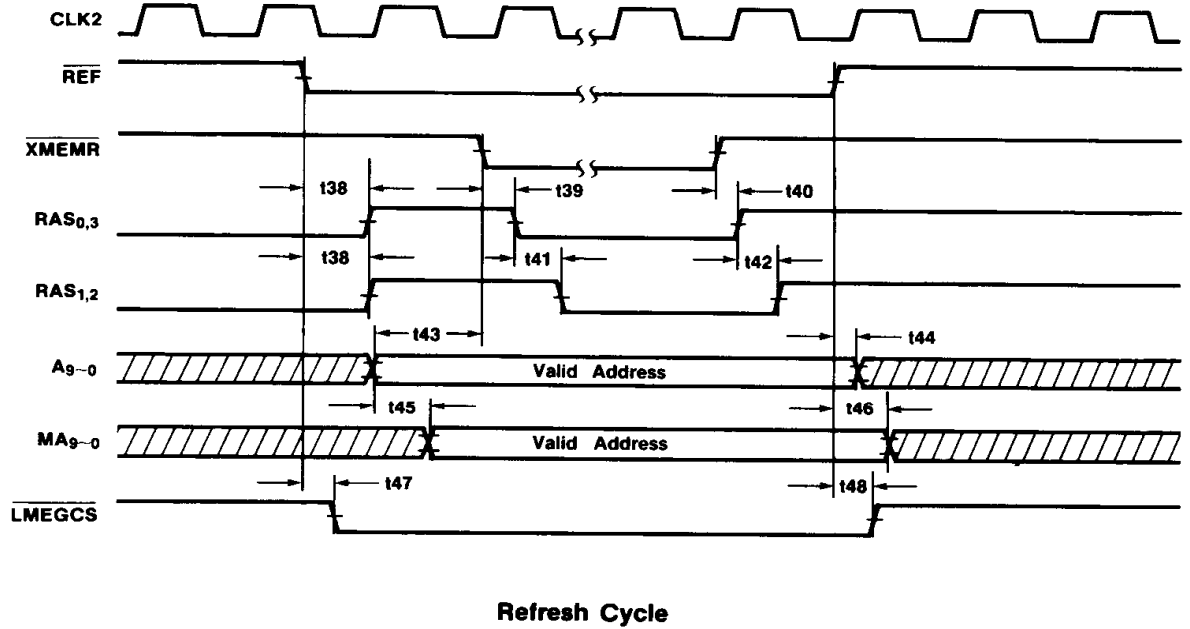 CLK2
REF
XMEMR
t38
t39
t40
RAS0,3
t38
t41
t42
RAS1,2
t43
t44
A9~0
Valid Address
t45
t46
MA9~0
Valid Address
t47
t48
LMEGCS
Refresh Cycle